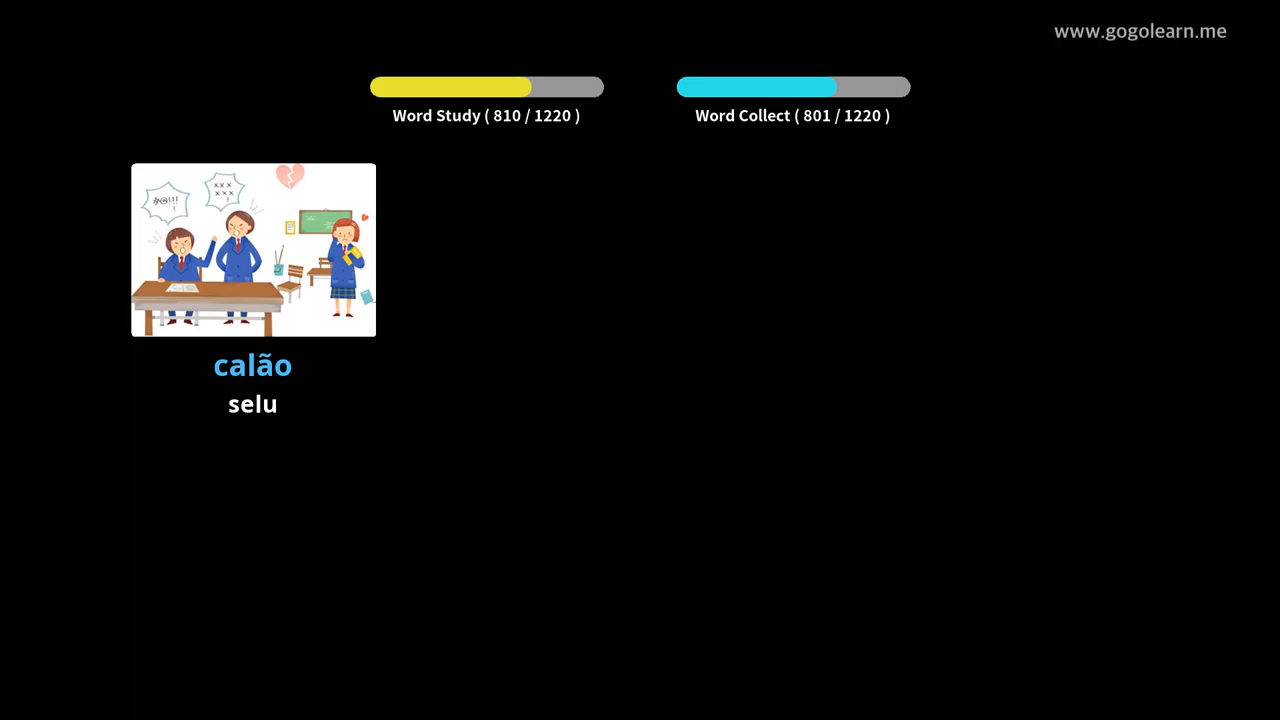 www.gogolearn.me
Word Study ( 810 / 1220 )
Word Collect ( 801 / 1220 )
!!!
!
x x x
x x x
!
calão
selu